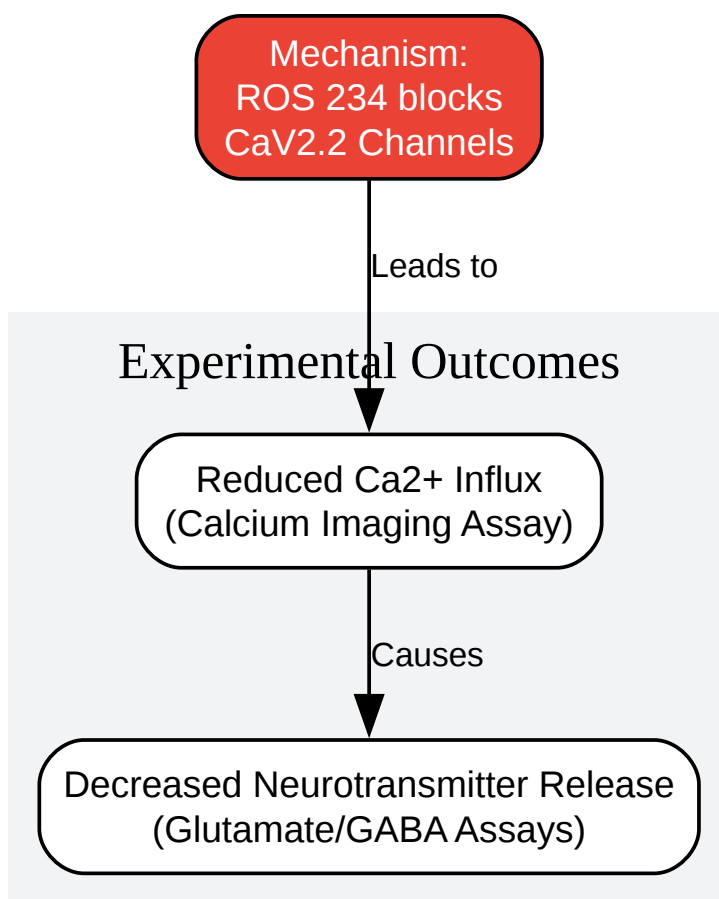 Mechanism:
ROS 234 blocks
CaV2.2 Channels
Leads to
Experimental Outcomes
Reduced Ca2+ Influx
(Calcium Imaging Assay)
Causes
Decreased Neurotransmitter Release
(Glutamate/GABA Assays)